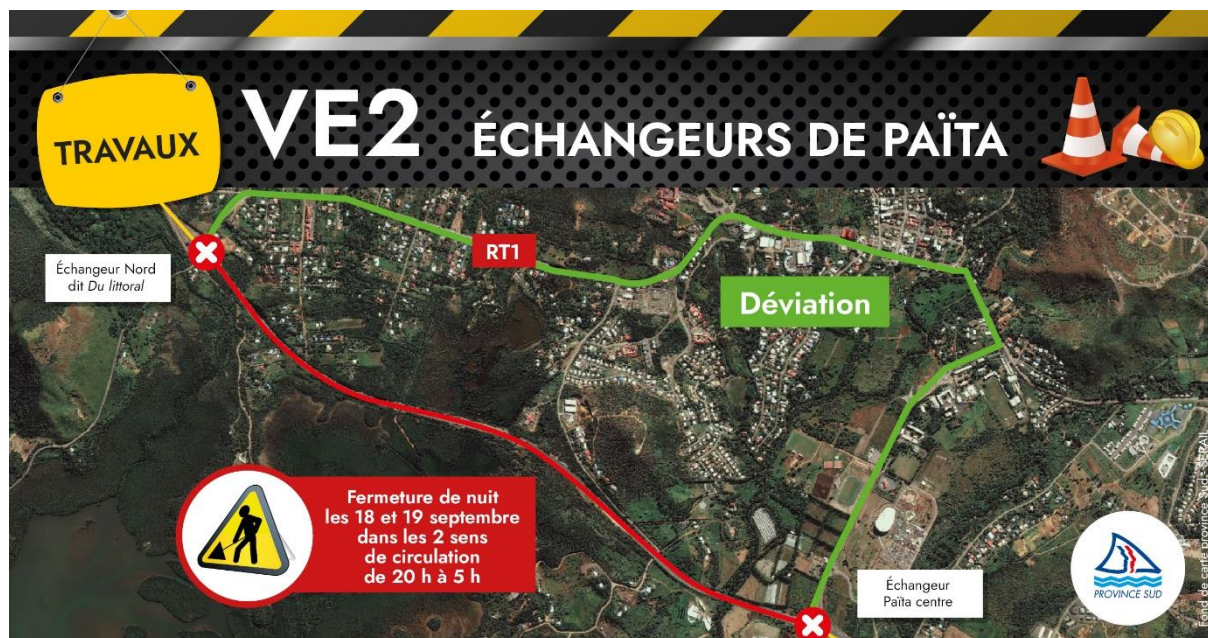 TRAVAUX
VE2 ÉCHANGEURS DE PAÏTA
Échangeur Nord
dit Du littoral
RT1
Déviation
Fermeture de nuit
les 18 et 19 septembre
dans les 2 sens
de circulation
de 20 h à 5 h
Échangeur
Païta centre
PROVINCE SUD
Fond de carte province Sud- SERAIL